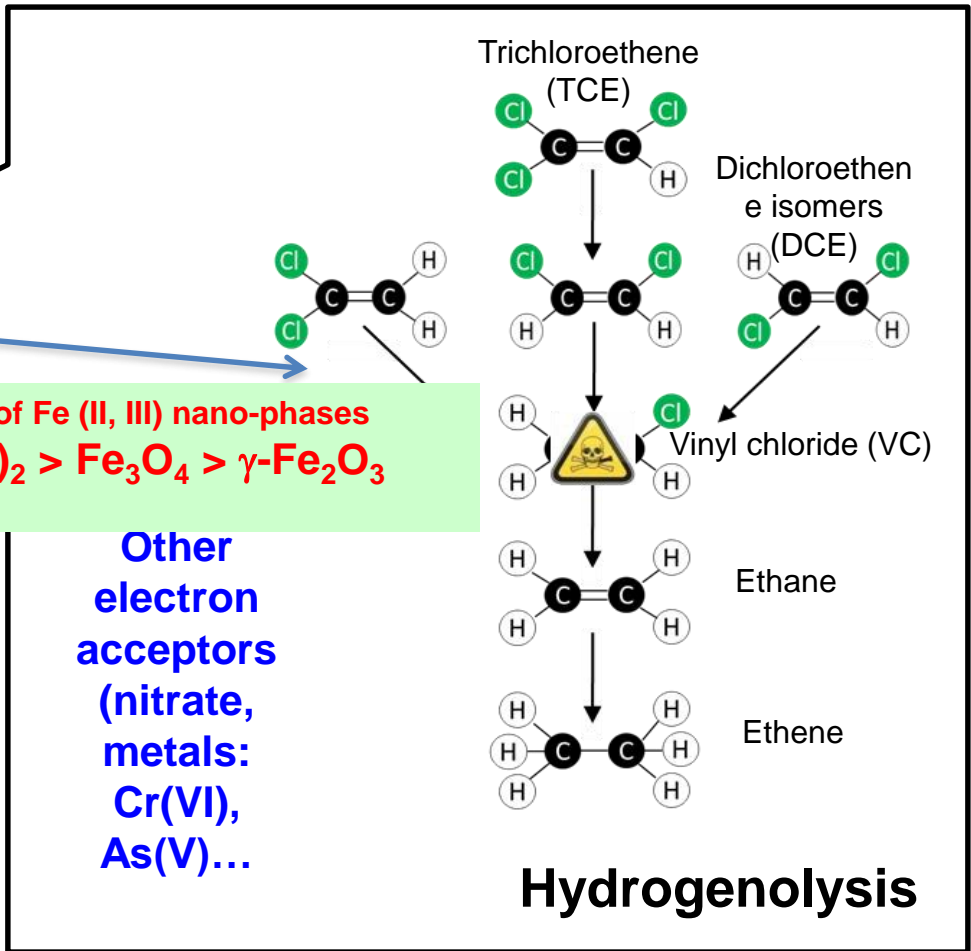 Trichloroethene
(TCE)
Cl Cl
C C
Cl H
Dichloroethen
e isomers
(DCE)
Cl H
C C
Cl H
Cl Cl
C C
H H
H Cl
C C
Cl H
of Fe (II, III) nano-phases
)₂ > Fe₃O₄ > γ-Fe₂O₃
H Cl
H H
Vinyl chloride (VC)
Other
electron
acceptors
(nitrate,
metals:
Cr(VI),
As(V)…
H H
C C
H H
Ethane
H H
H C C H
H H
Ethene
Hydrogenolysis